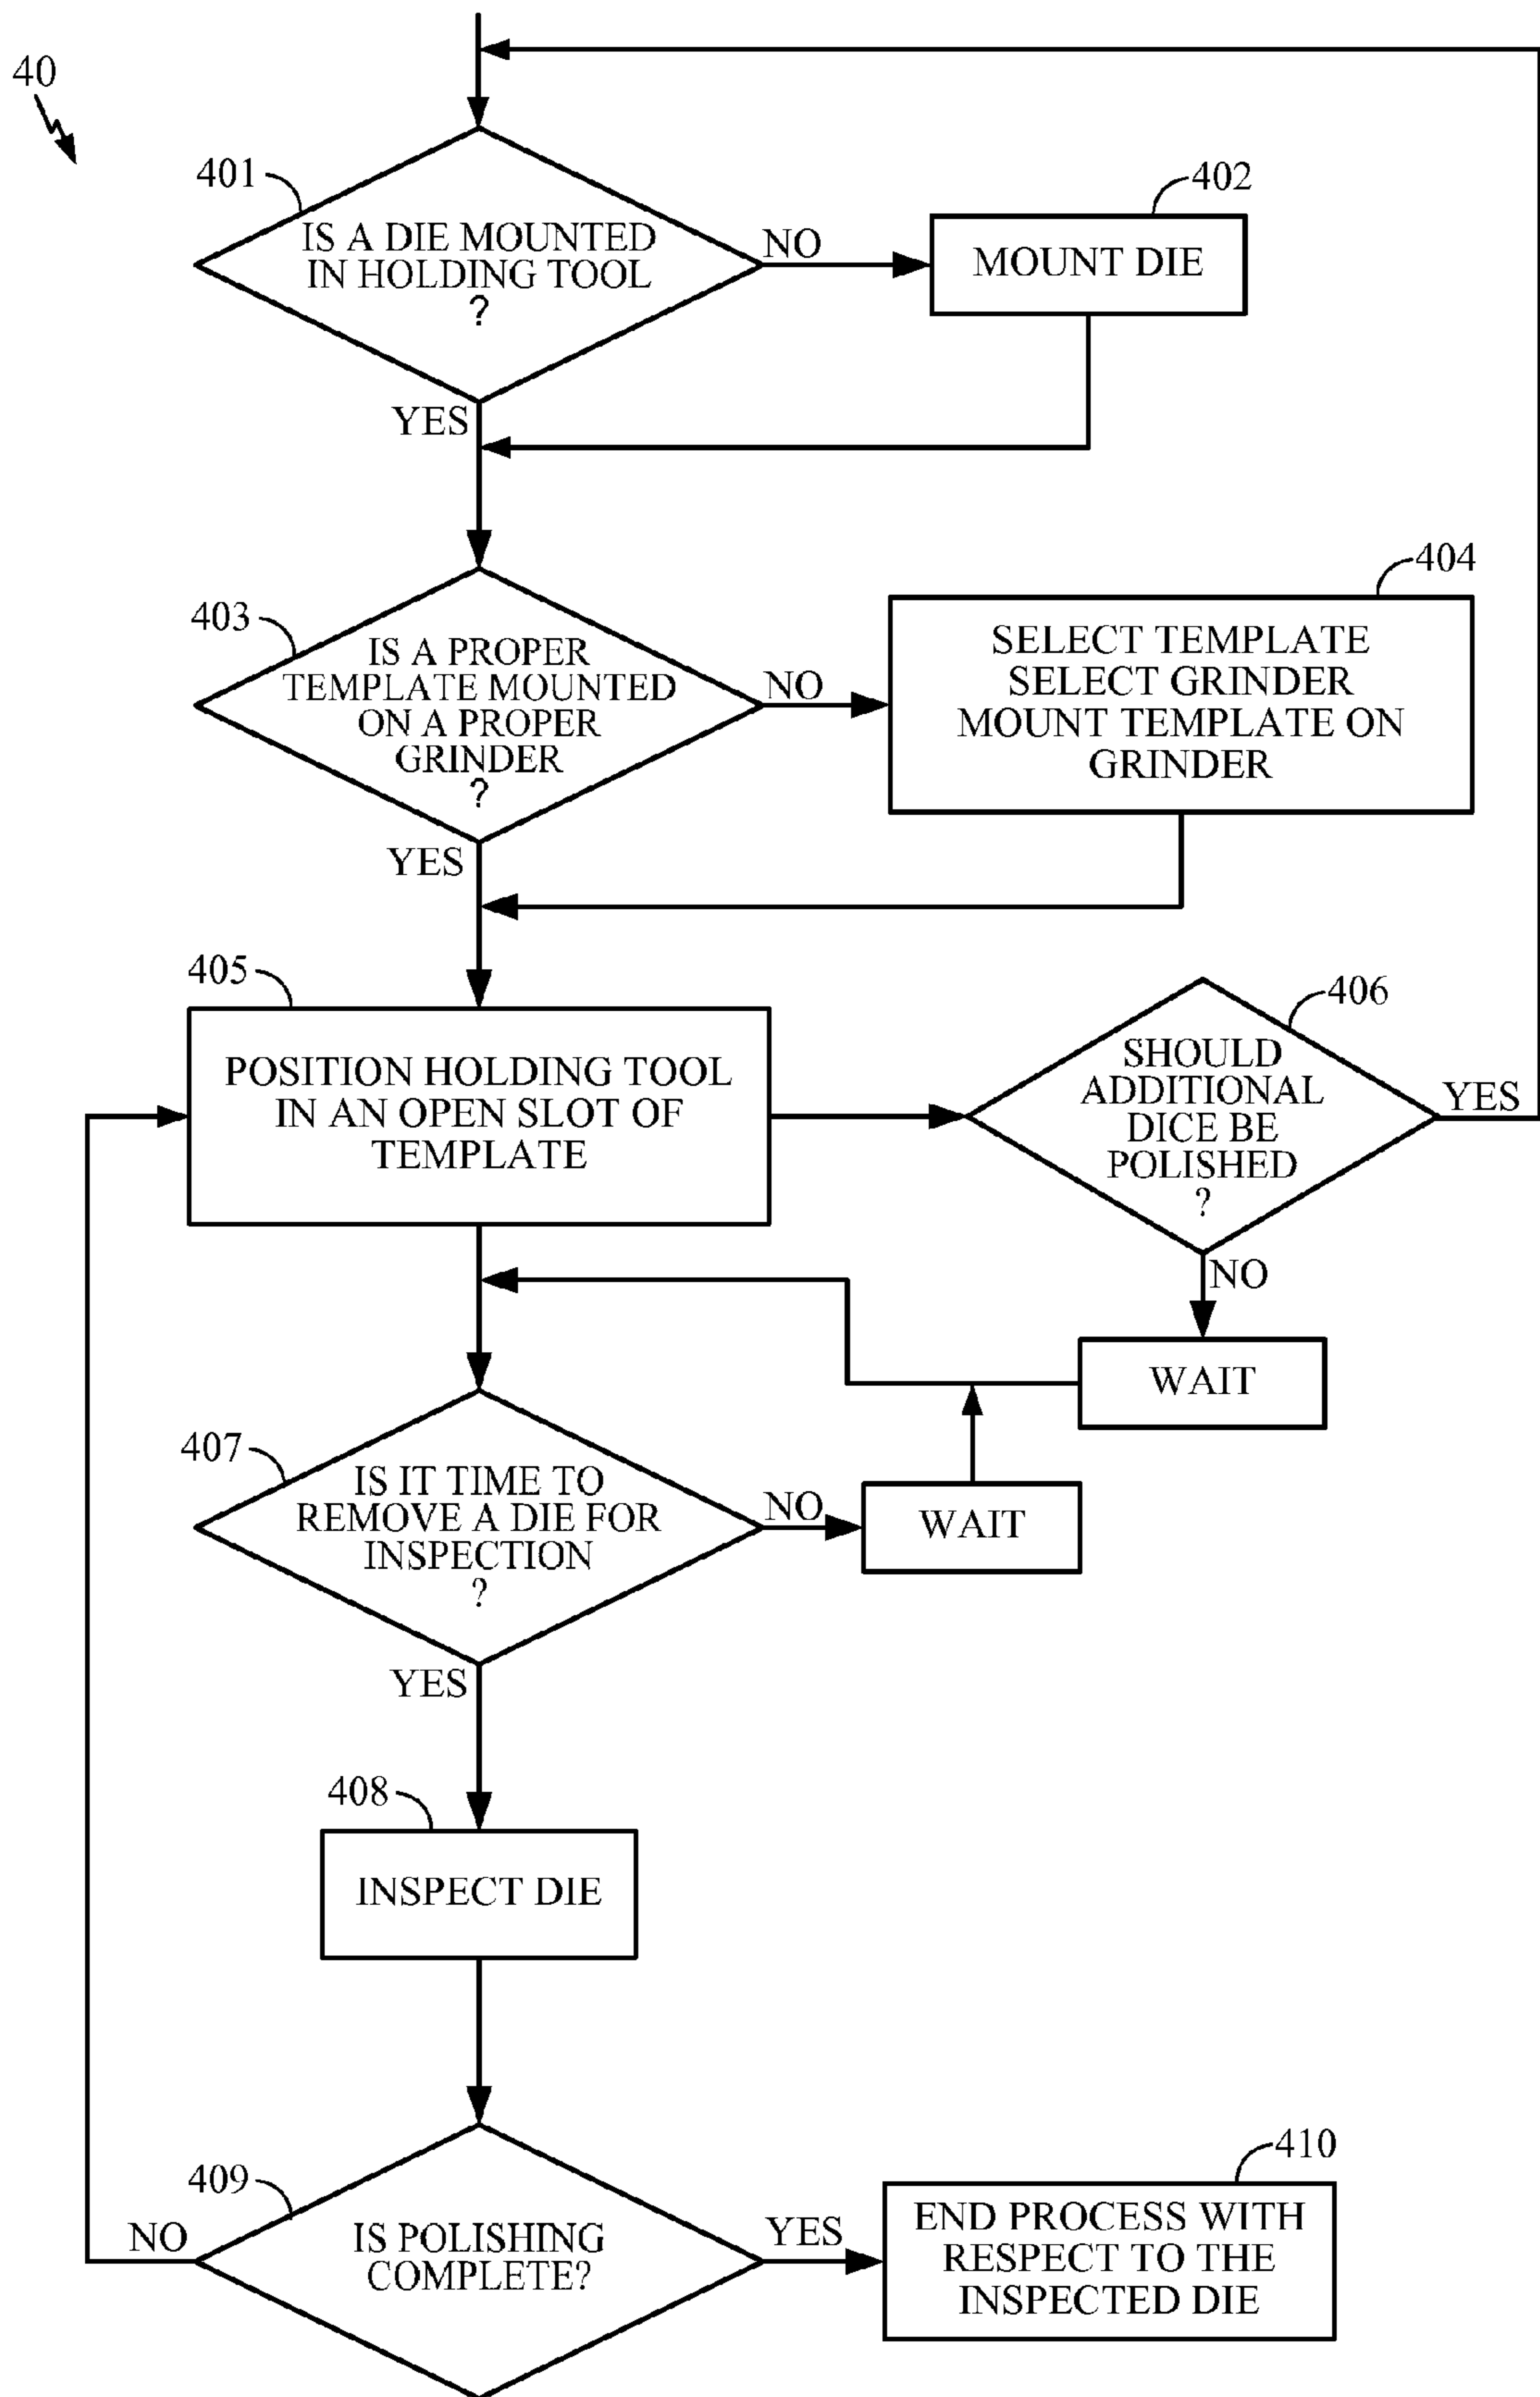 40
401
IS A DIE MOUNTED
IN HOLDING TOOL
?
NO
402
MOUNT DIE
YES
403
IS A PROPER
TEMPLATE MOUNTED
ON A PROPER
GRINDER
?
NO
404
SELECT TEMPLATE
SELECT GRINDER
MOUNT TEMPLATE ON
GRINDER
YES
405
POSITION HOLDING TOOL
IN AN OPEN SLOT OF
TEMPLATE
406
SHOULD
ADDITIONAL
DICE BE
POLISHED
?
YES
NO
WAIT
407
IS IT TIME TO
REMOVE A DIE FOR
INSPECTION
?
NO
WAIT
YES
408
INSPECT DIE
409
IS POLISHING
COMPLETE?
NO
YES
410
END PROCESS WITH
RESPECT TO THE
INSPECTED DIE